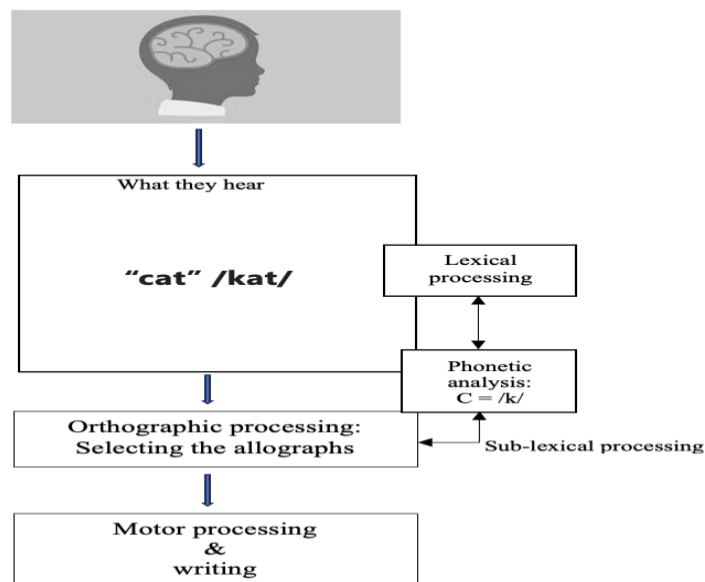 What they hear
“cat” /kat/
Lexical
processing
Phonetic
analysis:
C = /k/
Orthographic processing:
Selecting the allographs
Sub-lexical processing
Motor processing
&
writing